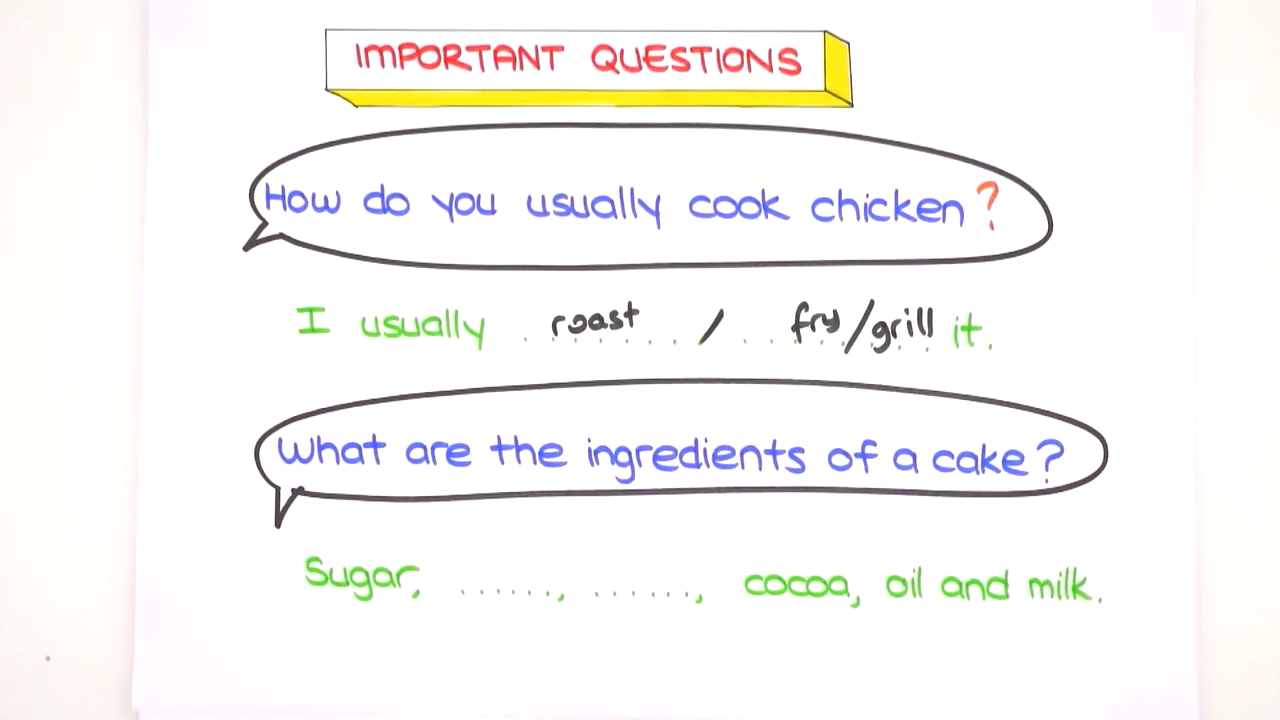 IMPORTANT QUESTIONS
How do you usually cook chicken?
I usually . roast . . . / . . fry/grill it.
What are the ingredients of a cake?
Sugar, ......, ......, cocoa, oil and milk.